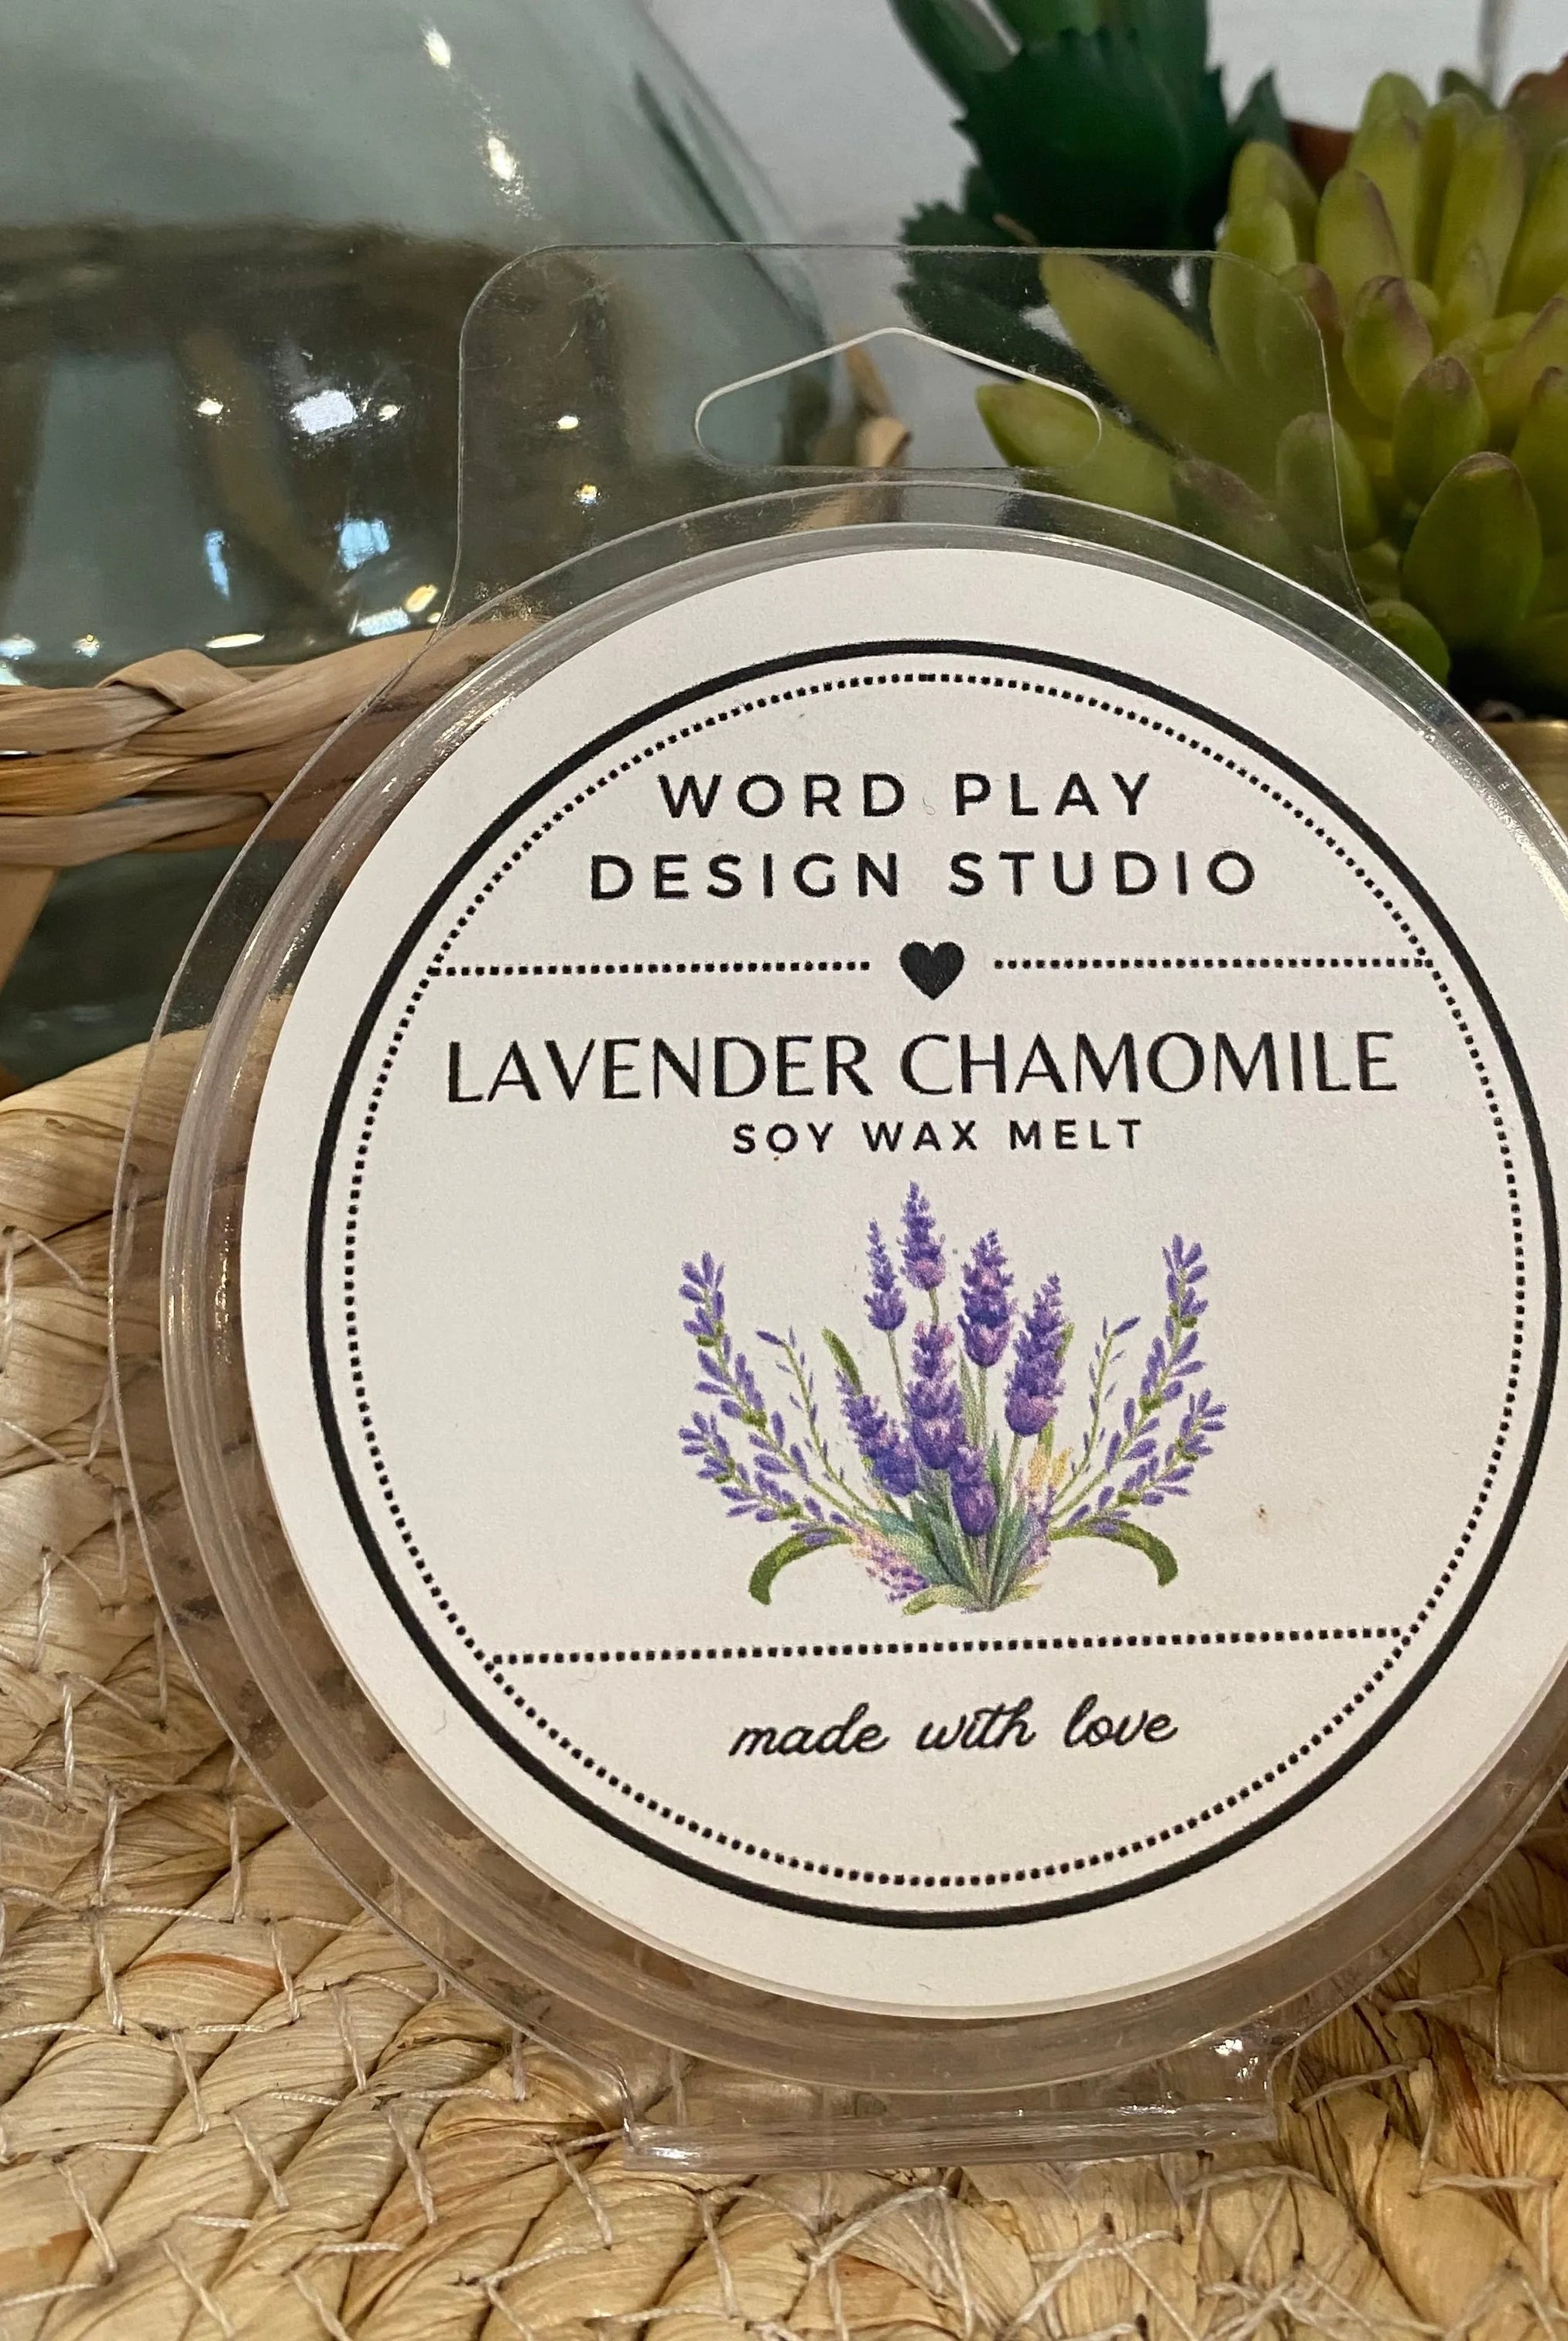 WORD PLAY
DESIGN STUDIO
LAVENDER CHAMOMILE
SOY WAX MELT
made with love